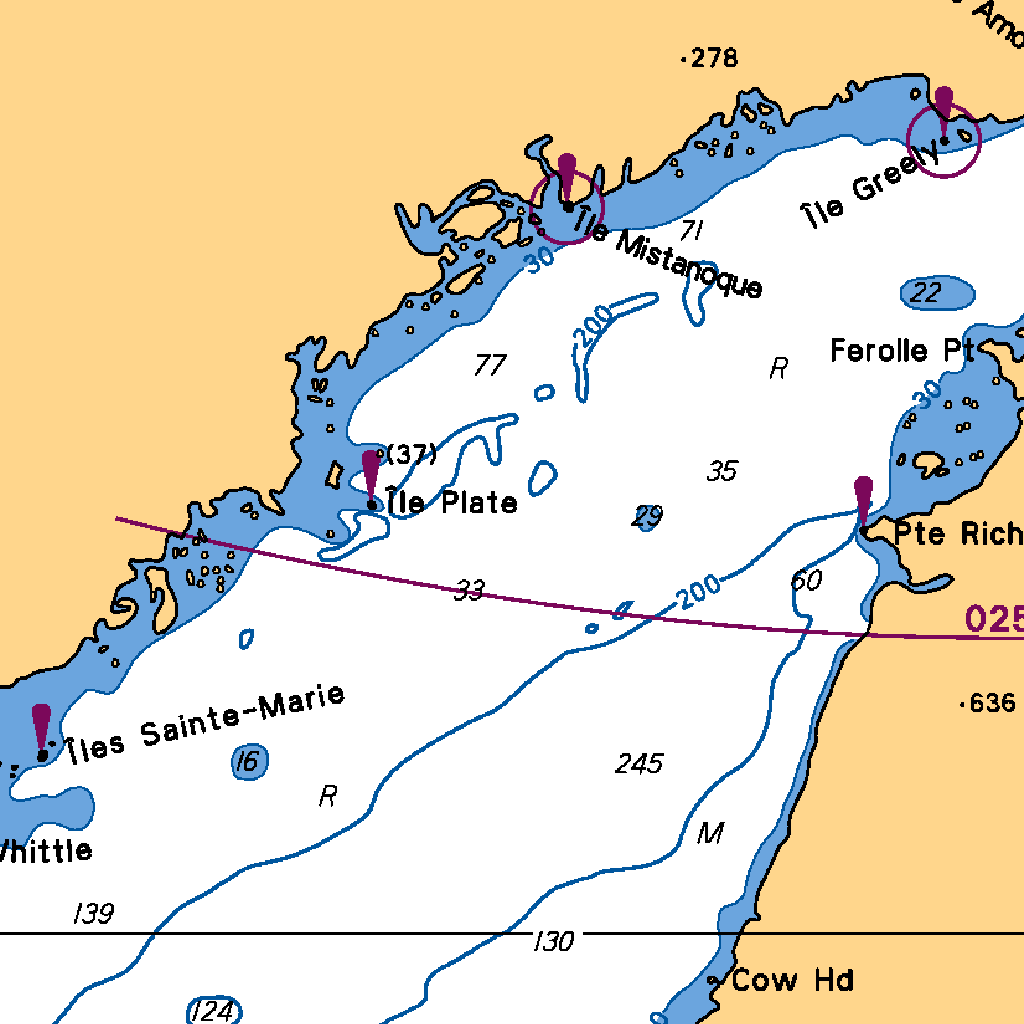 278
Île Greely
Île Mistanoque
71
30
22
200
77
R
Ferolle Pt
30
(37)
35
Île Plate
29
Pte Rich
33
200
60
025
636
Îles Sainte-Marie
16
245
R
M
Whittle
139
130
Cow Hd
124